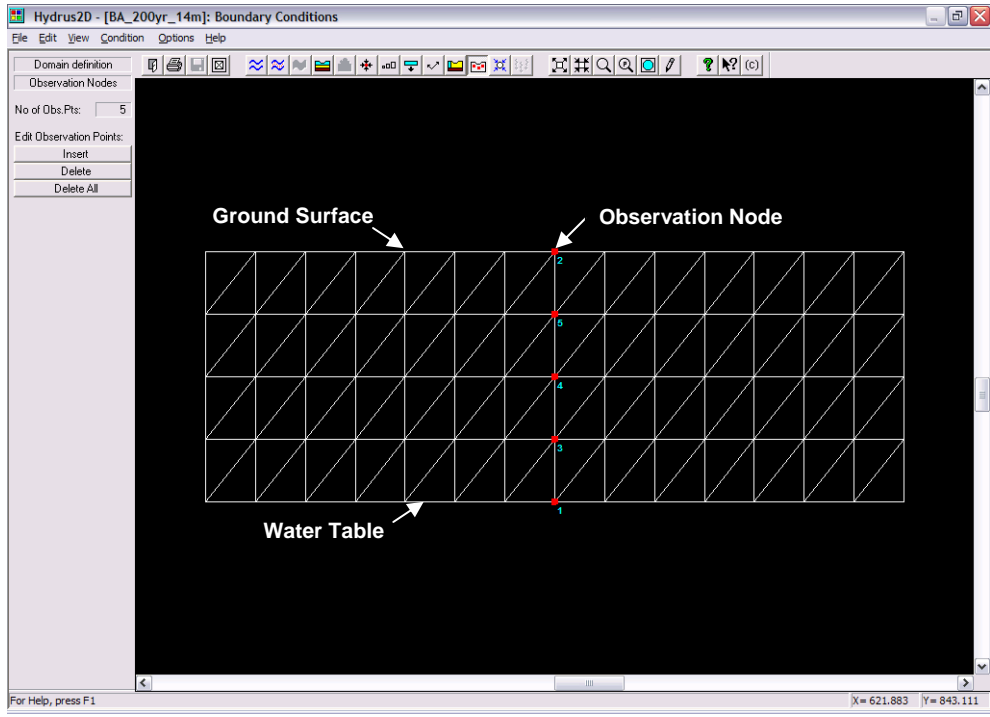 Hydrus2D - [BA_200yr_14m]: Boundary Conditions
File Edit View Condition Options Help
Domain definition
Observation Nodes
No of Obs.Pts: 5
Edit Observation Points:
Insert
Delete
Delete All
Ground Surface
Observation Node
2
5
4
3
1
Water Table
For Help, press F1
X= 621.883 Y= 843.111